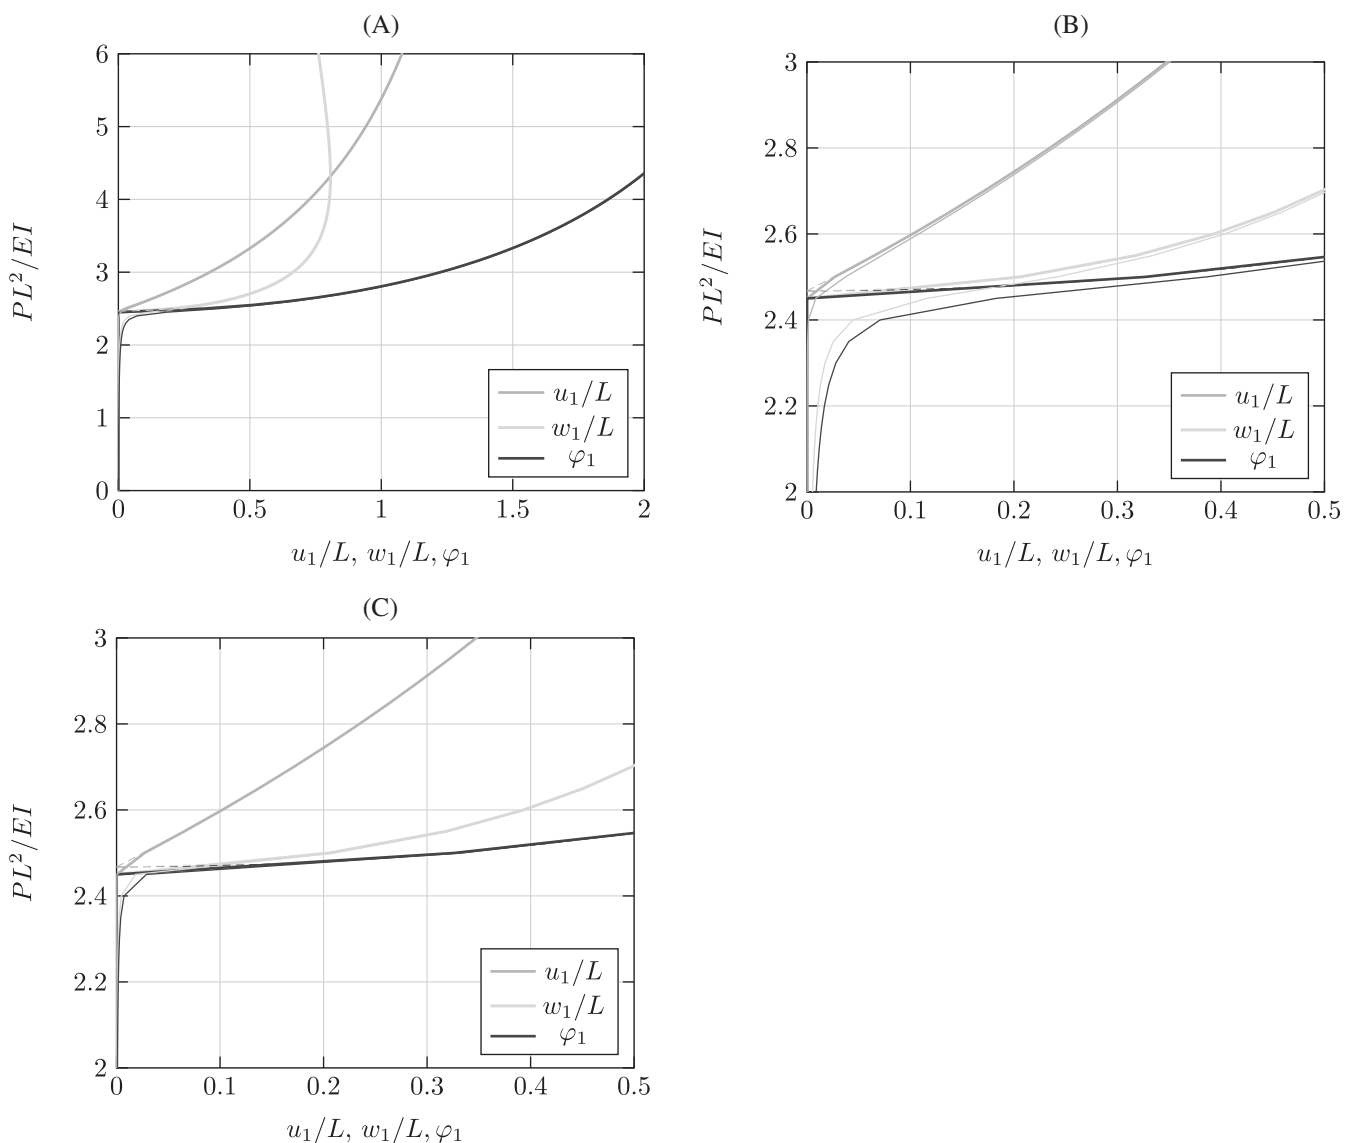 (A)
6
5
4
3
2
1
0
PL²/EI
u₁/L
w₁/L
φ₁
0 0.5 1 1.5 2
u₁/L, w₁/L, φ₁
(B)
3
2.8
2.6
2.4
2.2
2
PL²/EI
u₁/L
w₁/L
φ₁
0 0.1 0.2 0.3 0.4 0.5
u₁/L, w₁/L, φ₁
(C)
3
2.8
2.6
2.4
2.2
2
PL²/EI
u₁/L
w₁/L
φ₁
0 0.1 0.2 0.3 0.4 0.5
u₁/L, w₁/L, φ₁